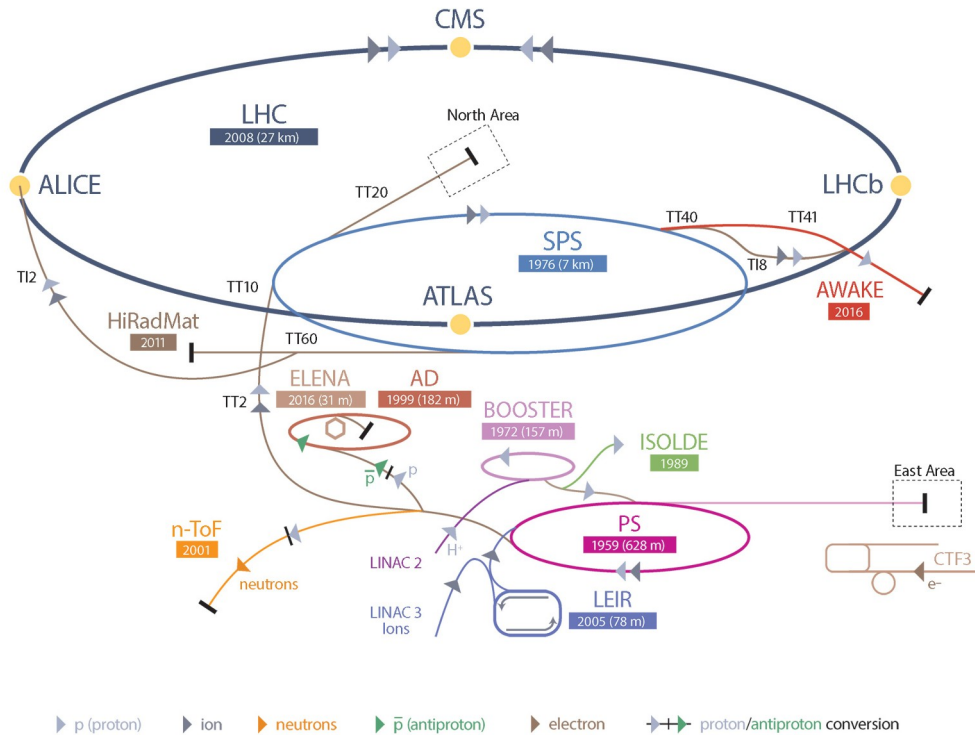 CMS
LHC
2008 (27 km)
North Area
ALICE
TT20
LHCb
TT40
TT41
SPS
1976 (7 km)
TI8
TI2
TT10
ATLAS
AWAKE
2016
HiRadMat
2011
TT60
ELENA
2016 (31 m)
AD
1999 (182 m)
TT2
BOOSTER
1972 (157 m)
ISOLDE
1989
p̅
p
East Area
n-ToF
2001
PS
1959 (628 m)
LINAC 2
H⁺
neutrons
CTF3
e⁻
LEIR
2005 (78 m)
LINAC 3
Ions
p (proton)
ion
neutrons
p̅ (antiproton)
electron
proton/antiproton conversion